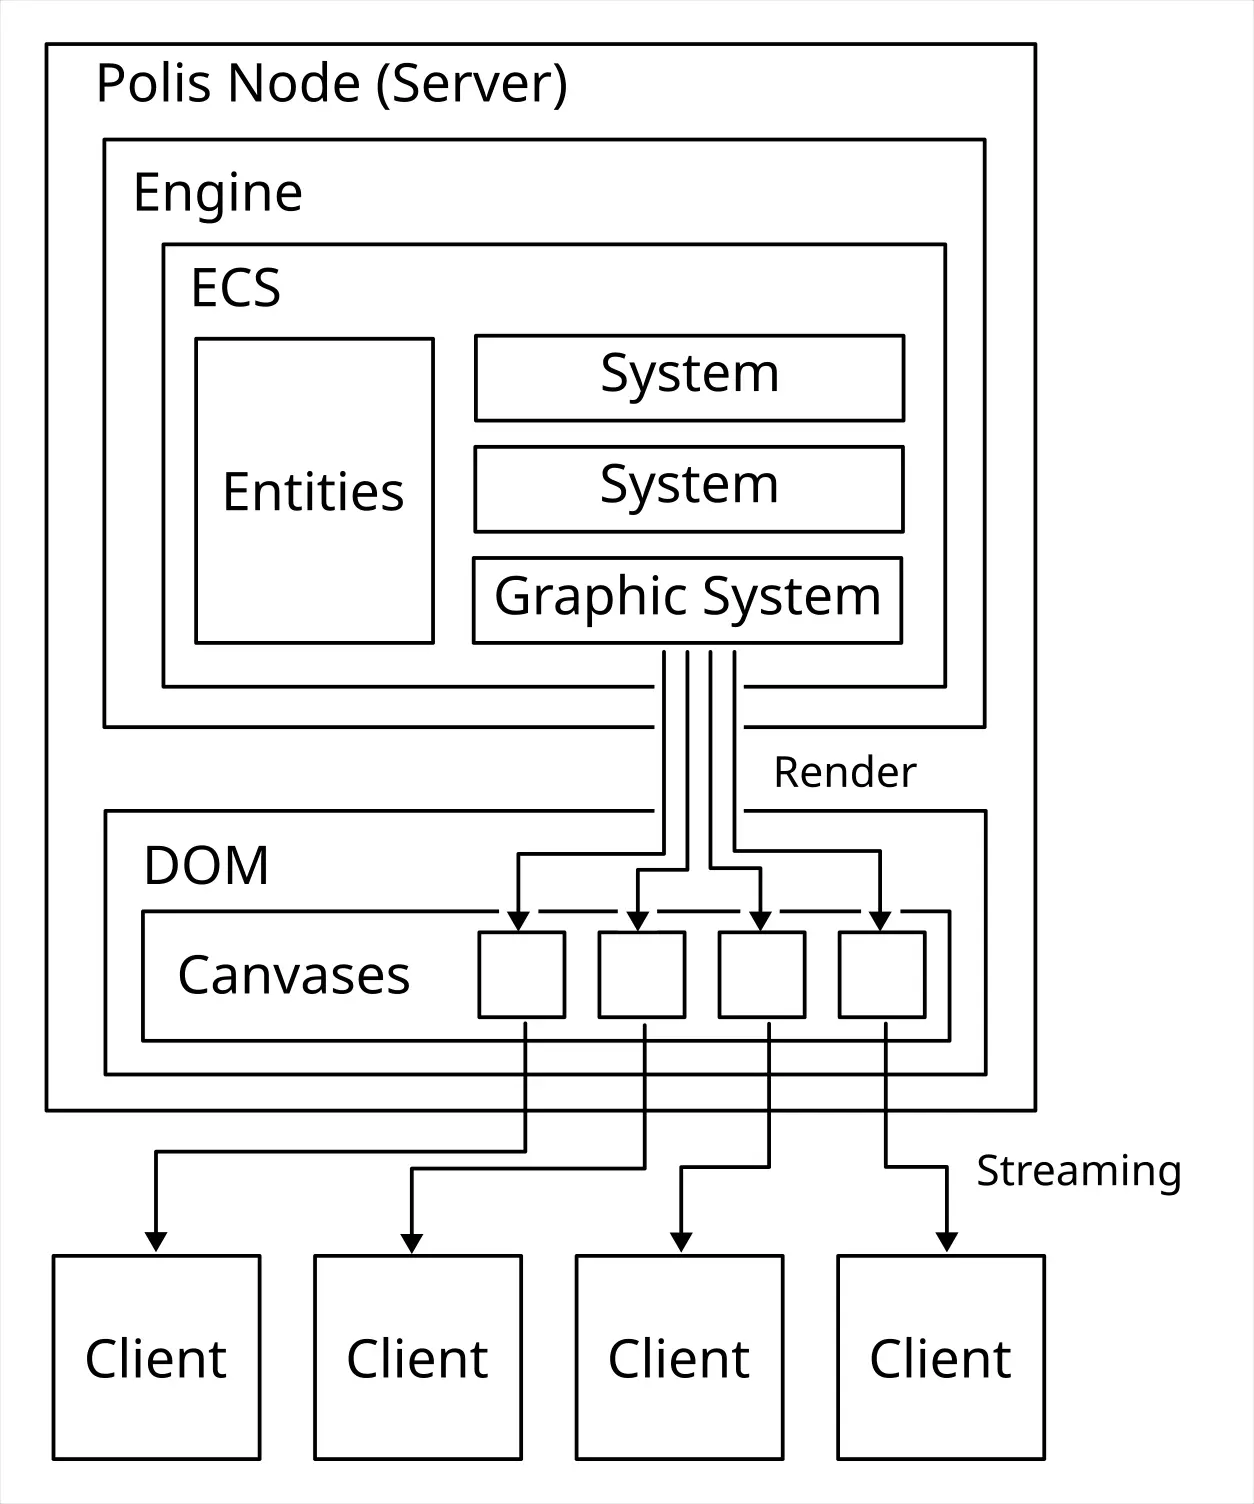 Polis Node (Server)
Engine
ECS
Entities
System
System
Graphic System
Render
DOM
Canvases
Streaming
Client
Client
Client
Client